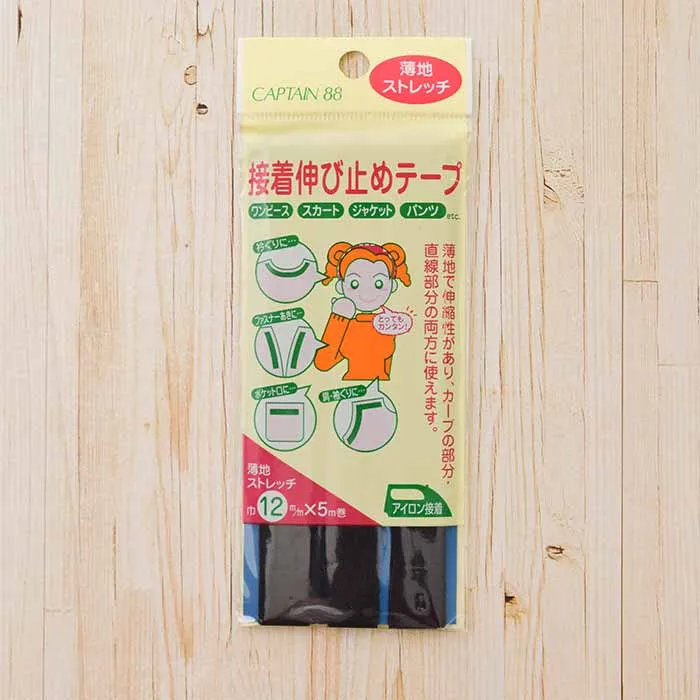 CAPTAIN 88
薄地
ストレッチ
接着伸び止めテープ
ワンピース スカート ジャケット パンツ etc.
衿ぐりに…
ファスナーあきに…
ポケット口に…
肩・袖ぐりに…
とっても
カンタン!
薄地で伸縮性があり、カーブの部分・
直線部分の両方に使えます。
薄地
ストレッチ
巾12m/m×5m巻
アイロン接着